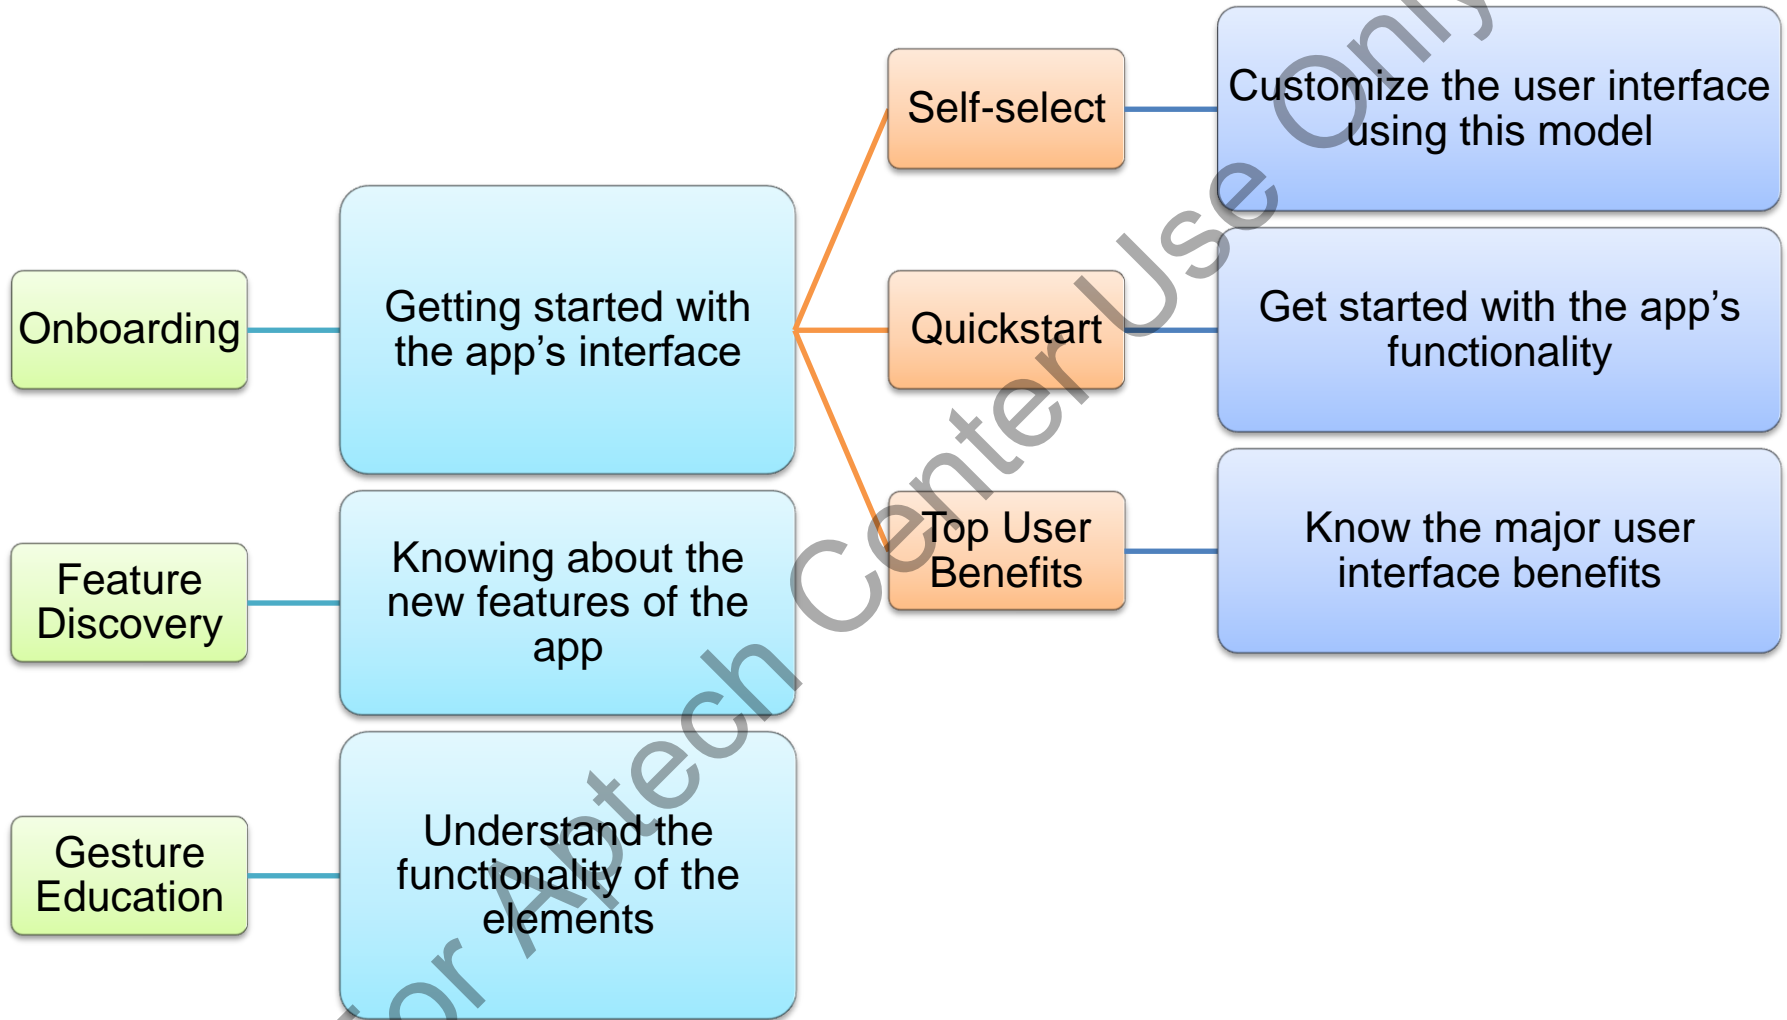 Onboarding
Getting started with
the app’s interface
Self-select
Customize the user interface
using this model
Quickstart
Get started with the app’s
functionality
Top User
Benefits
Know the major user
interface benefits
Feature
Discovery
Knowing about the
new features of the
app
Gesture
Education
Understand the
functionality of the
elements
For Aptech Center Use Only